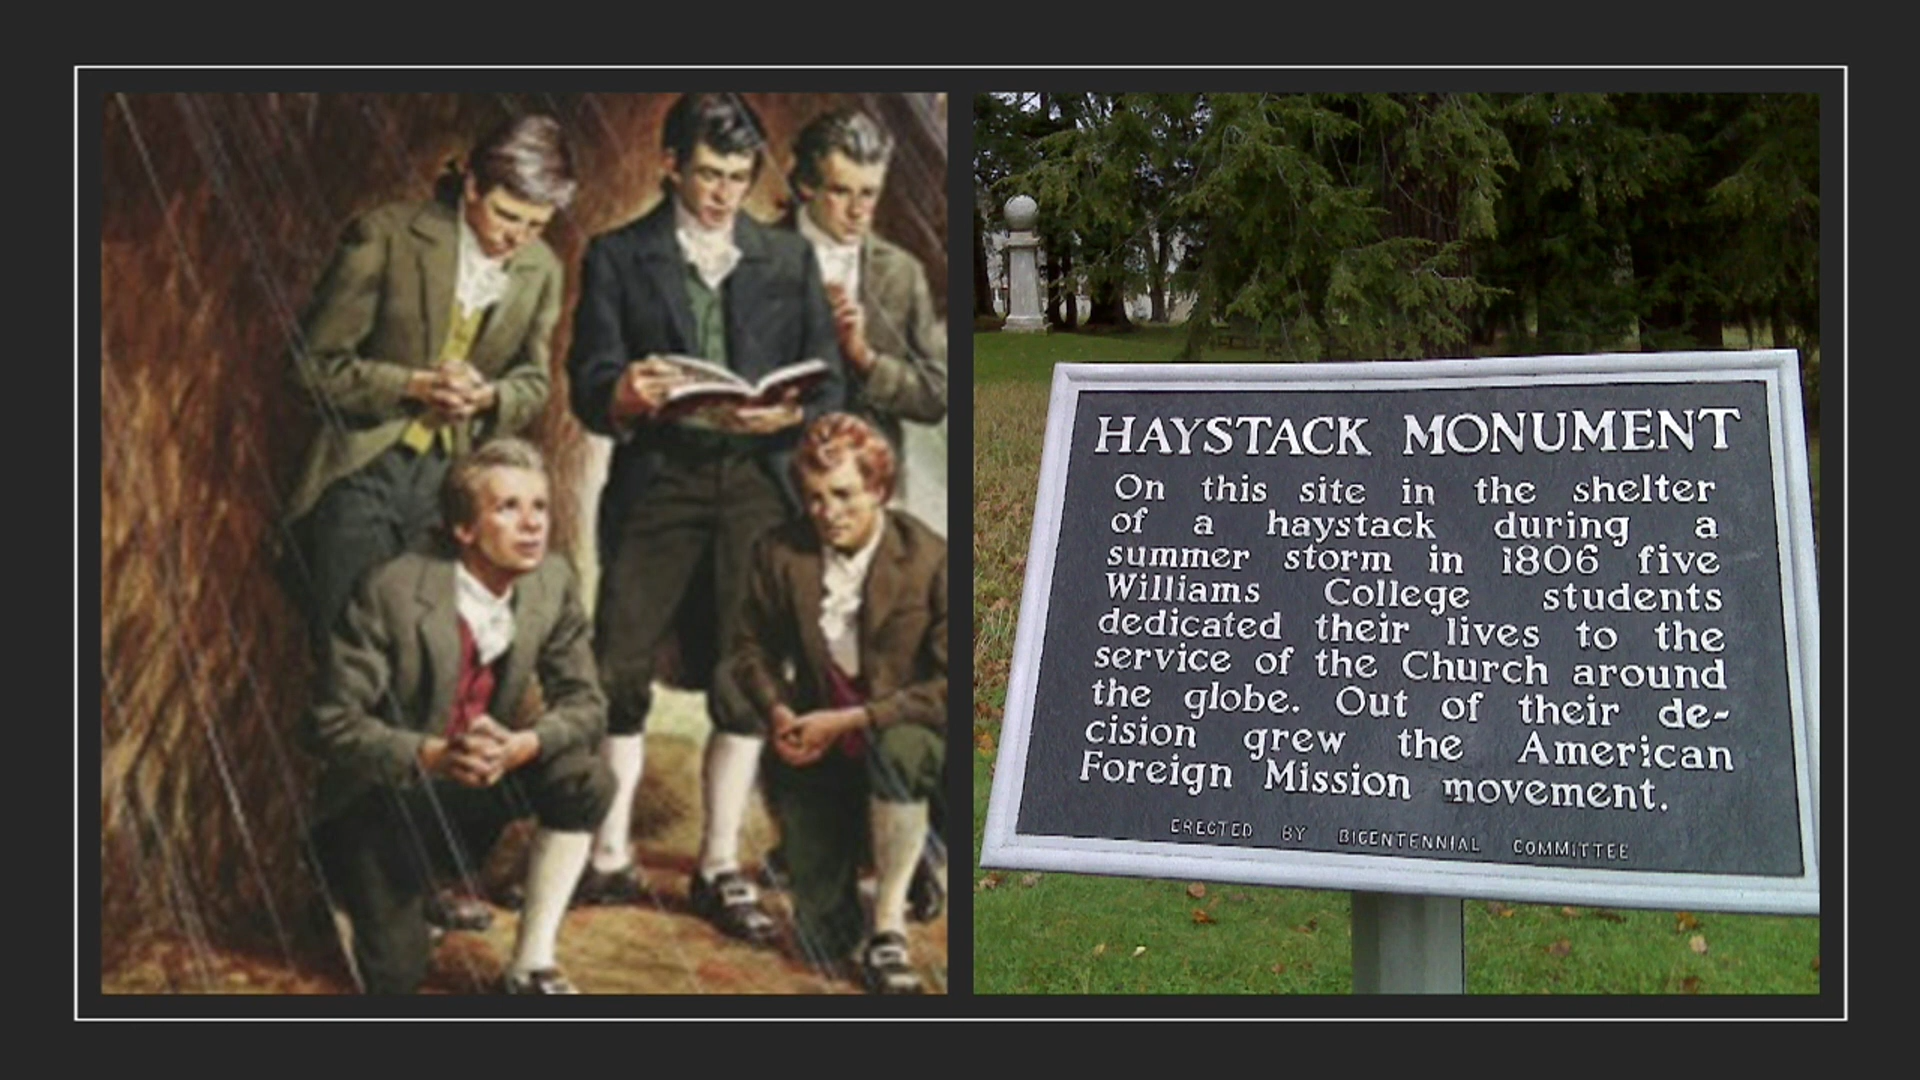 HAYSTACK MONUMENT
On this site in the shelter
of a haystack during a
summer storm in 1806 five
Williams College students
dedicated their lives to the
service of the Church around
the globe. Out of their de-
cision grew the American
Foreign Mission movement.
ERECTED BY BICENTENNIAL COMMITTEE